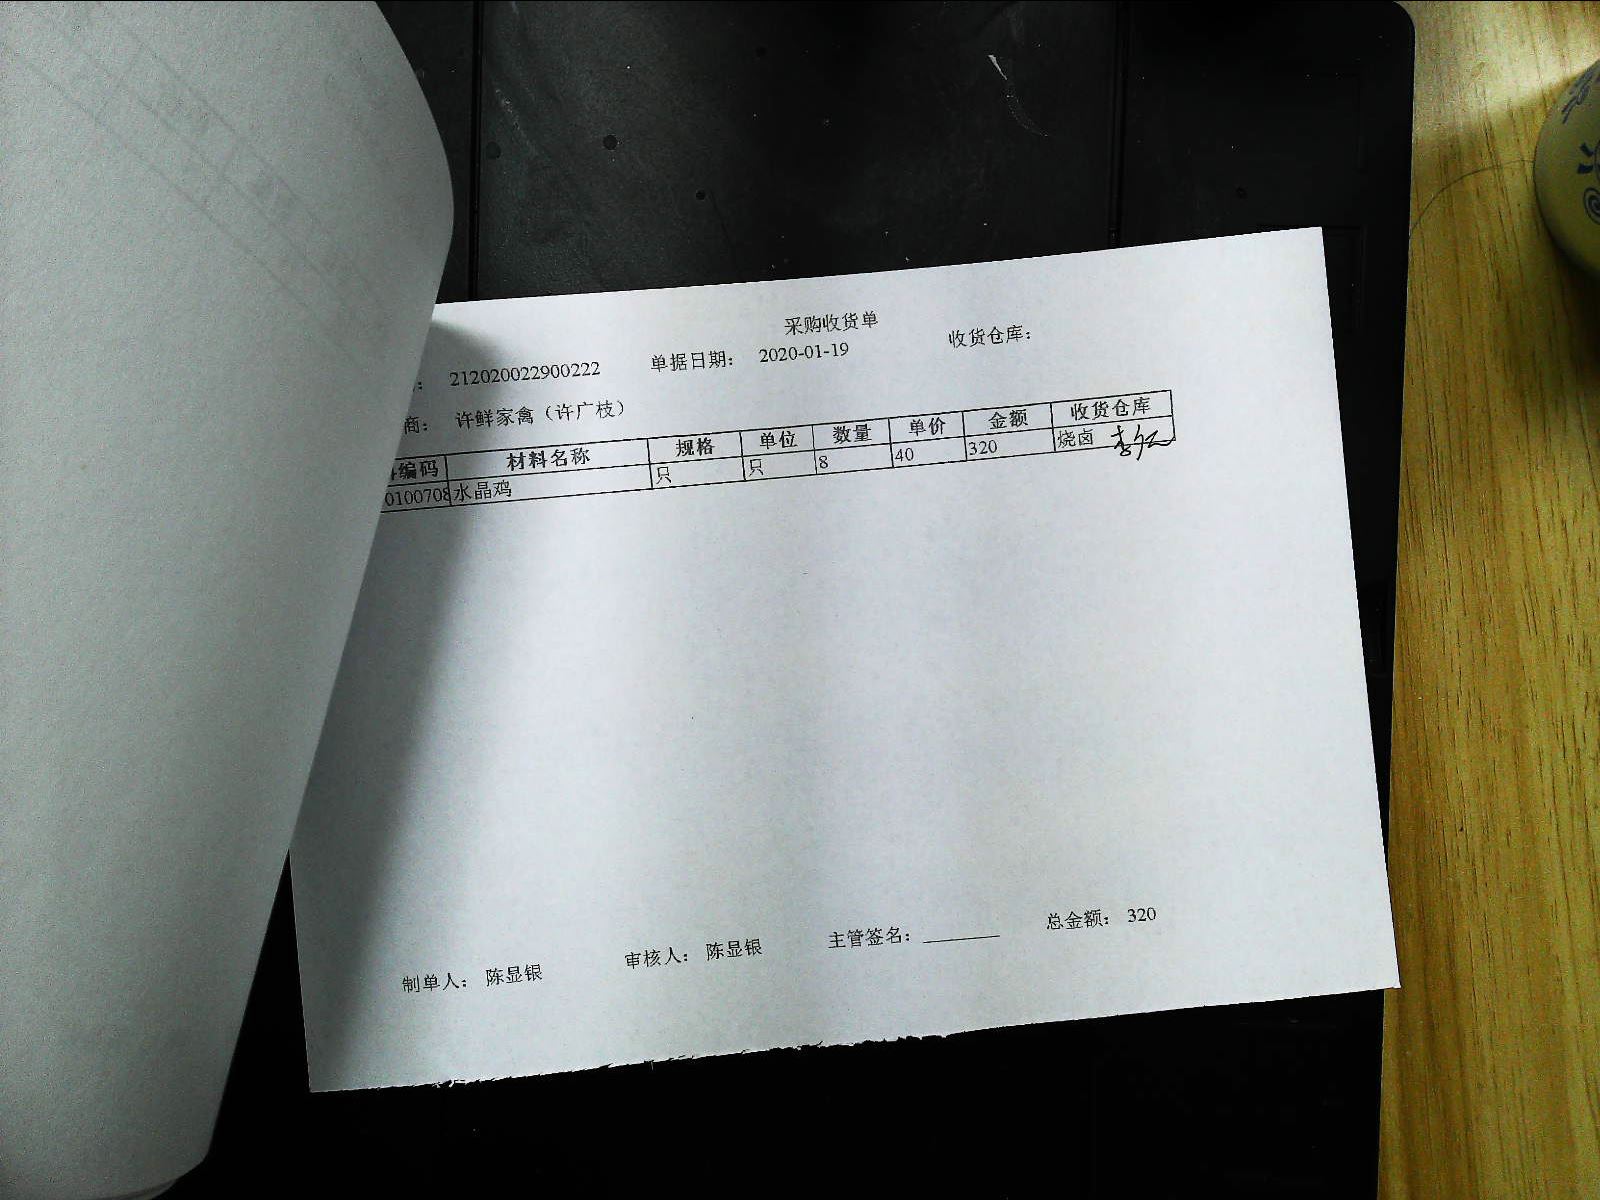 采购收货单
：212020022900222 单据日期：2020-01-19 收货仓库：
商：许鲜家禽（许广枝）
编码 材料名称 规格 单位 数量 单价 金额 收货仓库
0100708 水晶鸡 只 只 8 40 320 烧卤
制单人：陈显银 审核人：陈显银 主管签名：________ 总金额：320